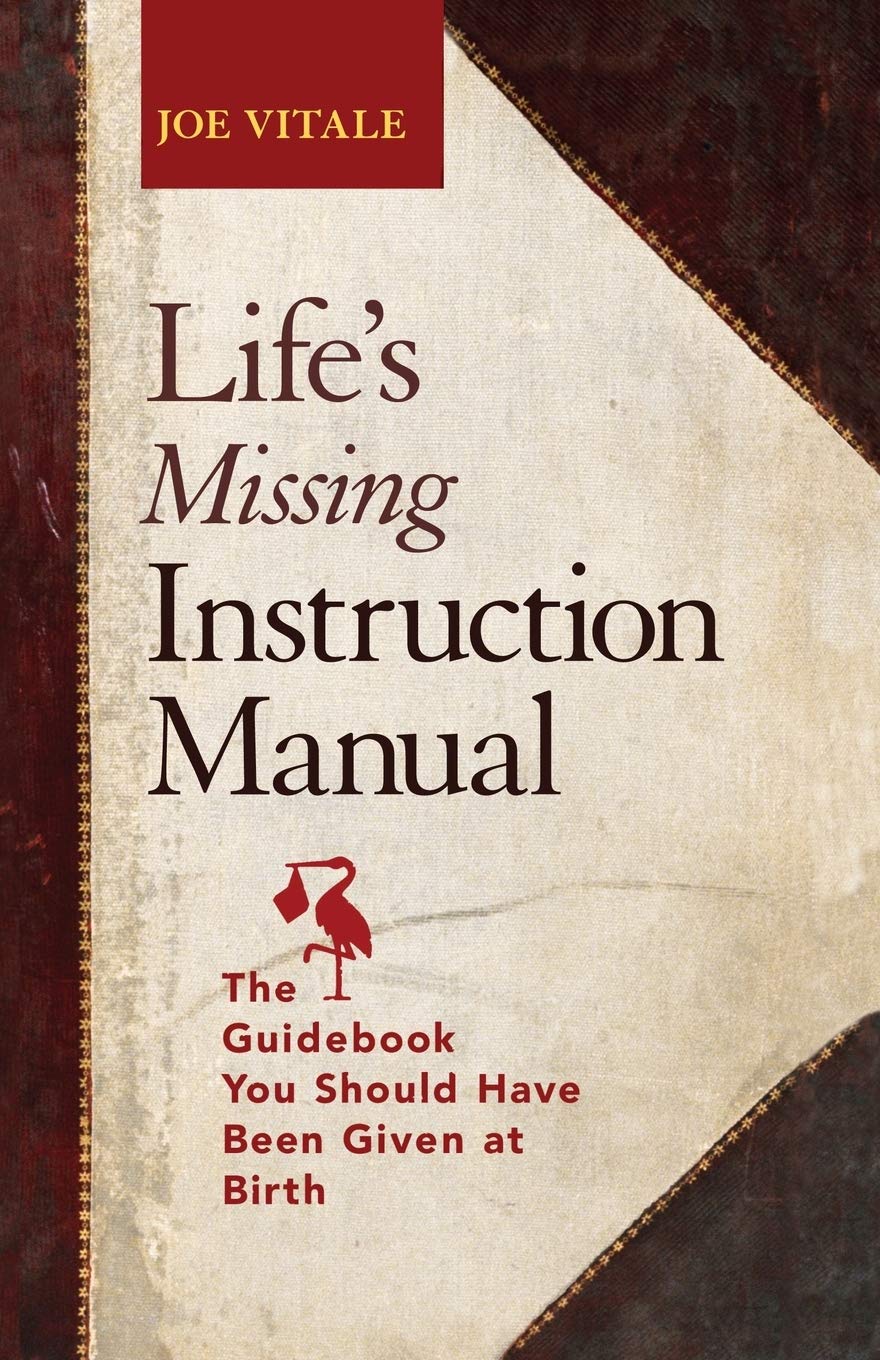 JOE VITALE
Life’s
Missing
Instruction
Manual
The
Guidebook
You Should Have
Been Given at
Birth